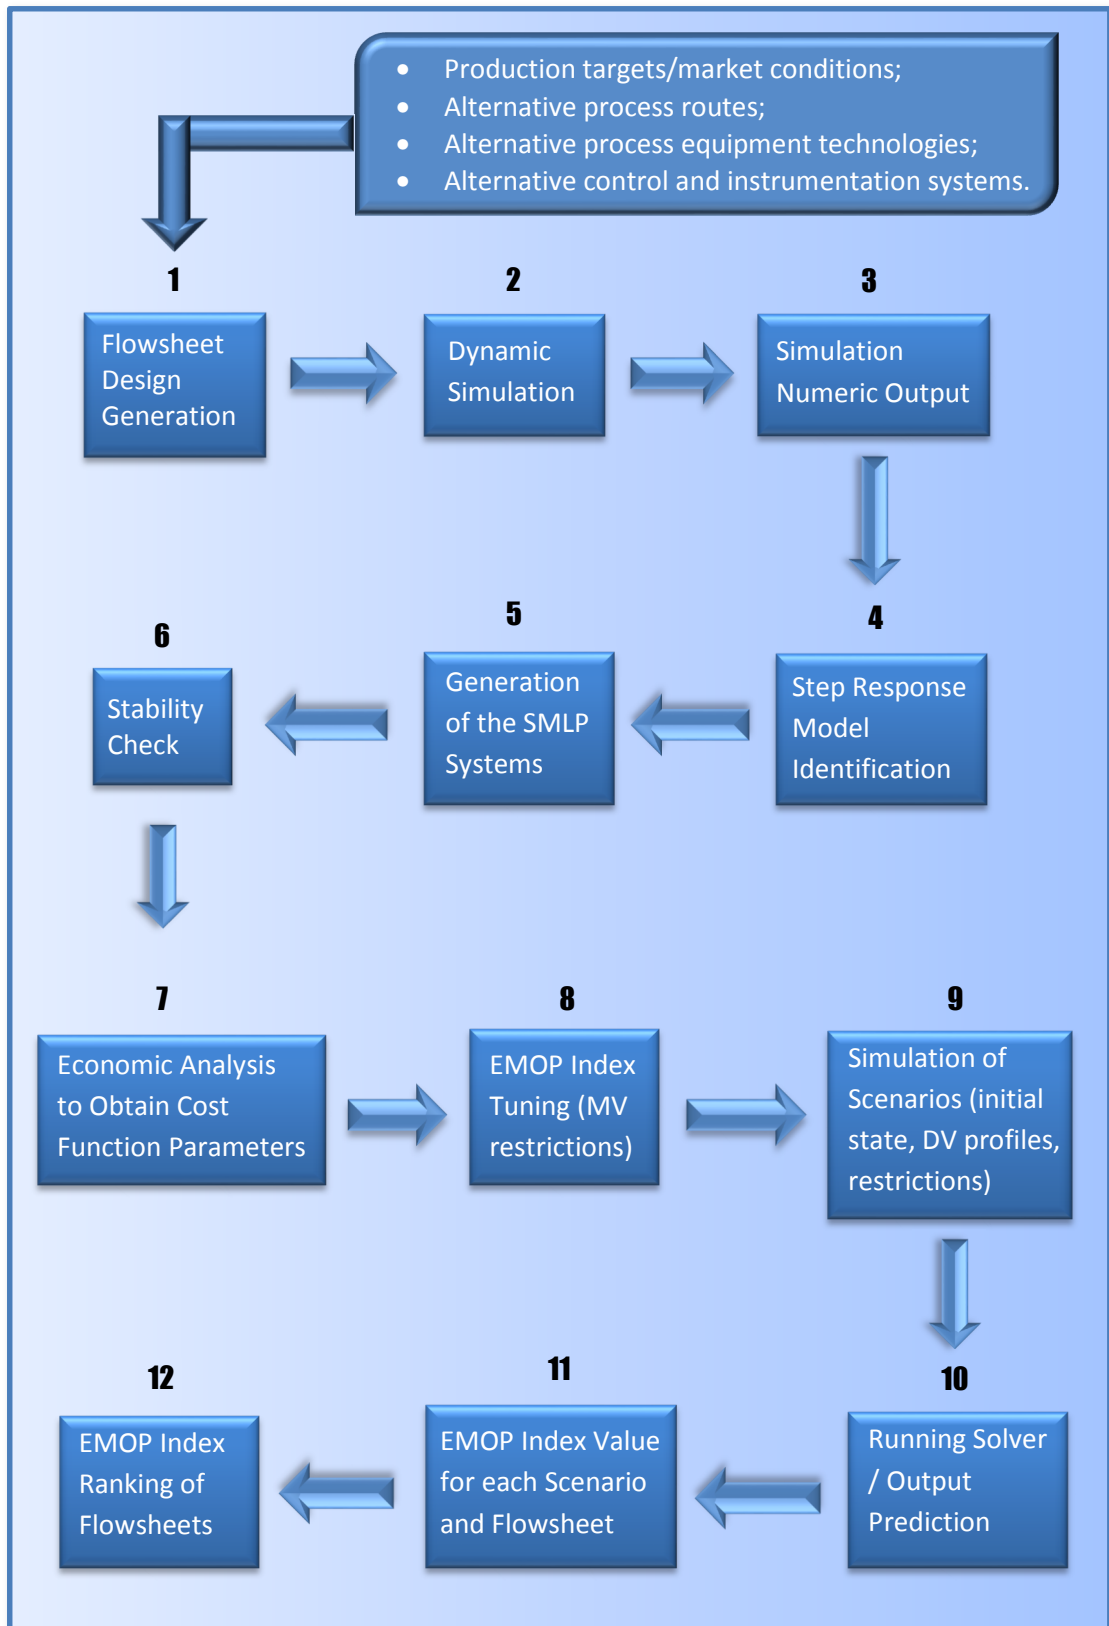 • Production targets/market conditions;
• Alternative process routes;
• Alternative process equipment technologies;
• Alternative control and instrumentation systems.
1
Flowsheet
Design
Generation
2
Dynamic
Simulation
3
Simulation
Numeric Output
4
Step Response
Model
Identification
5
Generation
of the SMLP
Systems
6
Stability
Check
7
Economic Analysis
to Obtain Cost
Function Parameters
8
EMOP Index
Tuning (MV
restrictions)
9
Simulation of
Scenarios (initial
state, DV profiles,
restrictions)
10
Running Solver
/ Output
Prediction
11
EMOP Index Value
for each Scenario
and Flowsheet
12
EMOP Index
Ranking of
Flowsheets